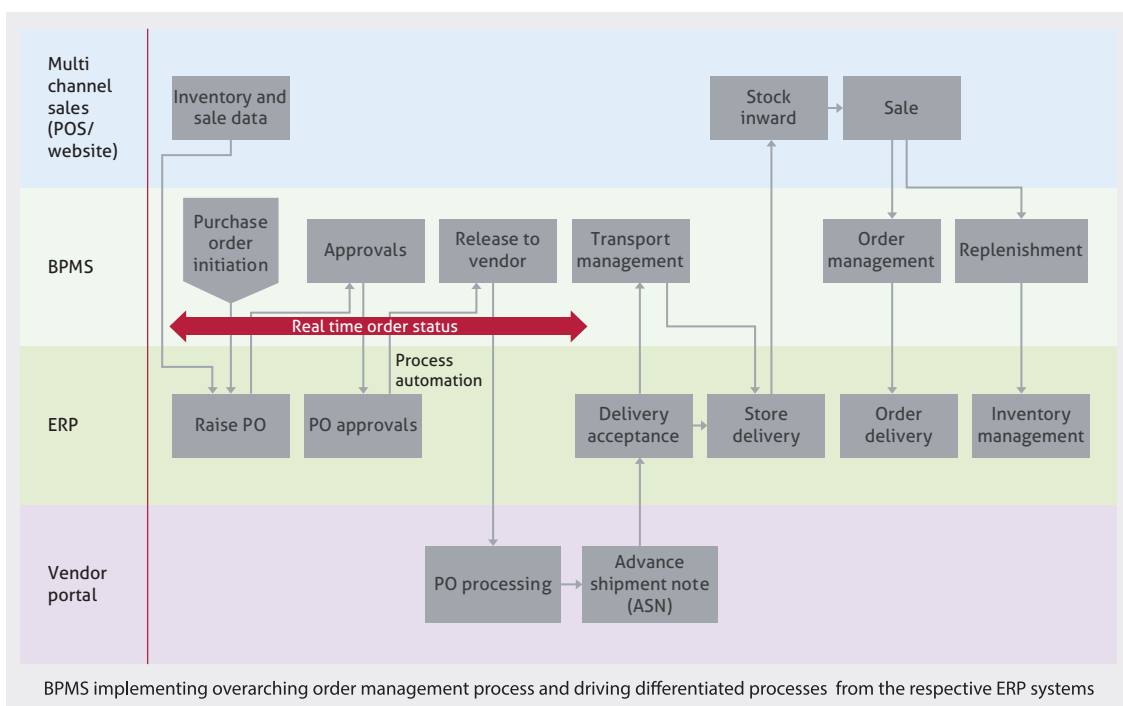 Multi
channel
sales
(POS/
website)
Inventory and
sale data
Stock
inward
Sale
BPMS
Purchase
order
initiation
Approvals
Release to
vendor
Transport
management
Order
management
Replenishment
Real time order status
Process
automation
ERP
Raise PO
PO approvals
Delivery
acceptance
Store
delivery
Order
delivery
Inventory
management
Vendor
portal
PO processing
Advance
shipment note
(ASN)
BPMS implementing overarching order management process and driving differentiated processes from the respective ERP systems